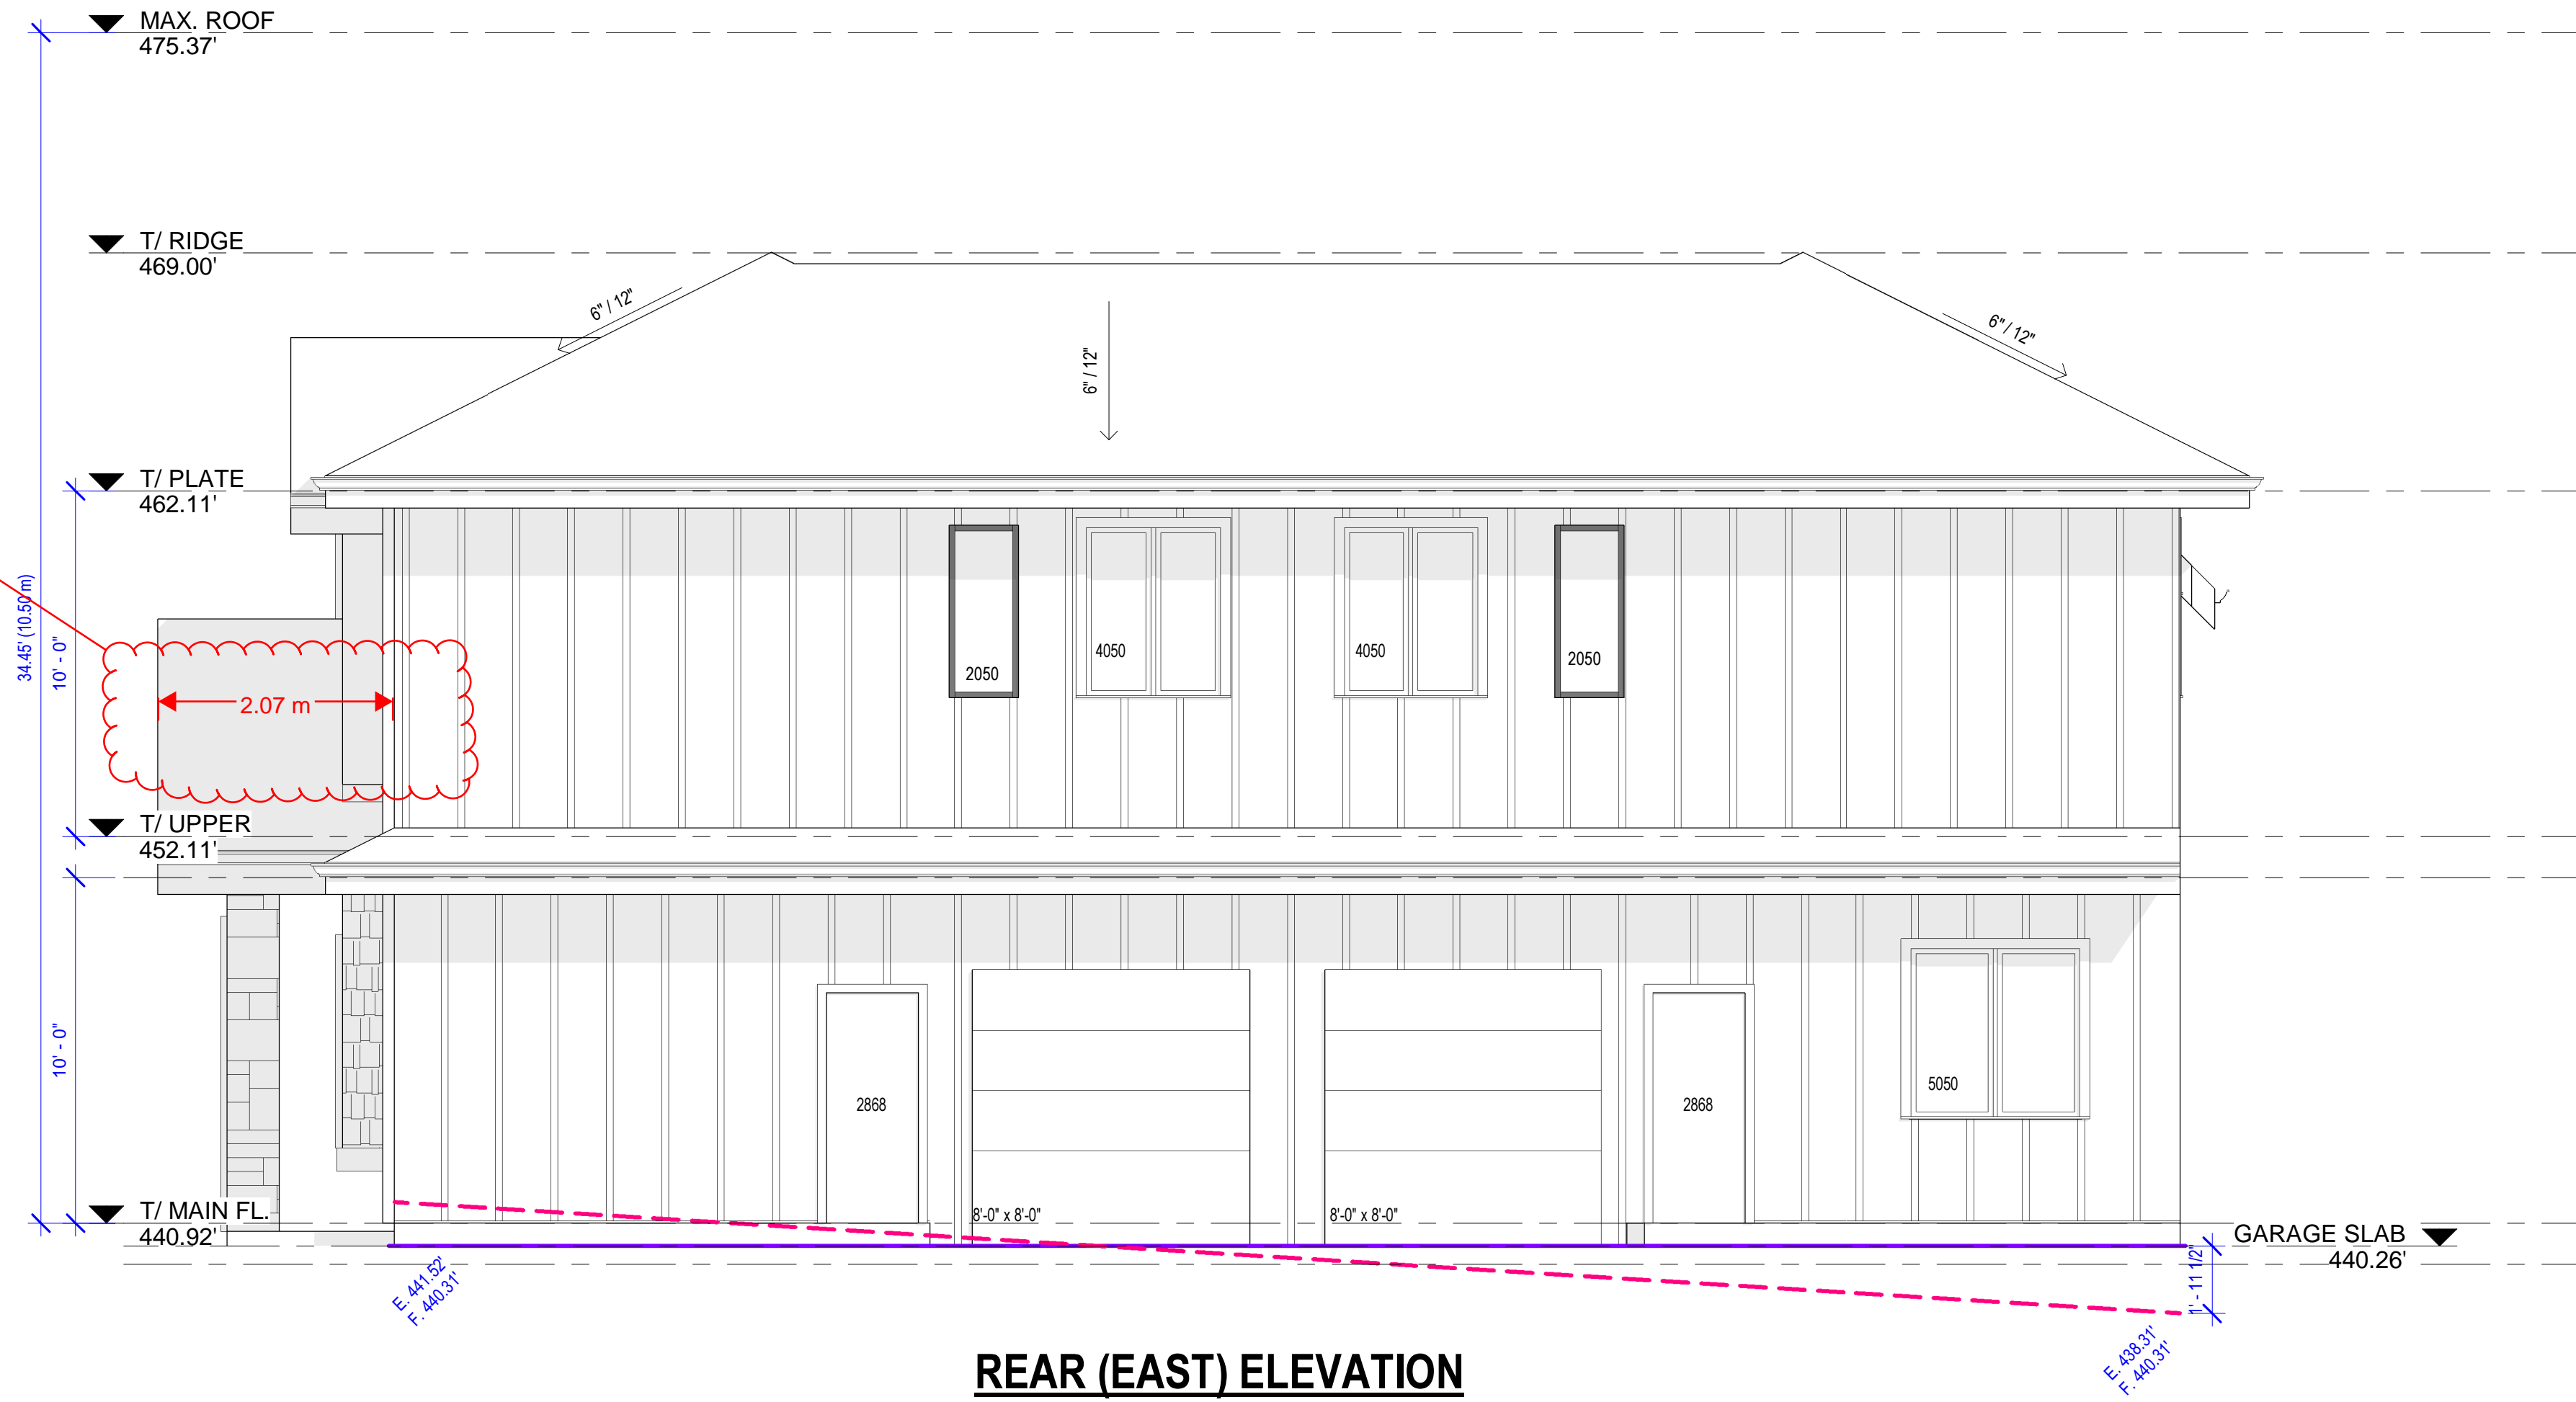 MAX. ROOF
475.37'
T/ RIDGE
469.00'
6" / 12"
6" / 12"
6" / 12"
T/ PLATE
462.11'
34.45' (10.50 m)
10' - 0"
4050
4050
2050
2050
2.07 m
T/ UPPER
452.11'
10' - 0"
5050
2868
2868
T/ MAIN FL.
440.92'
8'-0" x 8'-0"
8'-0" x 8'-0"
GARAGE SLAB
440.26'
1' - 11 1/2"
E. 441.52'
F. 440.31'
E. 438.31'
F. 440.31'
REAR (EAST) ELEVATION